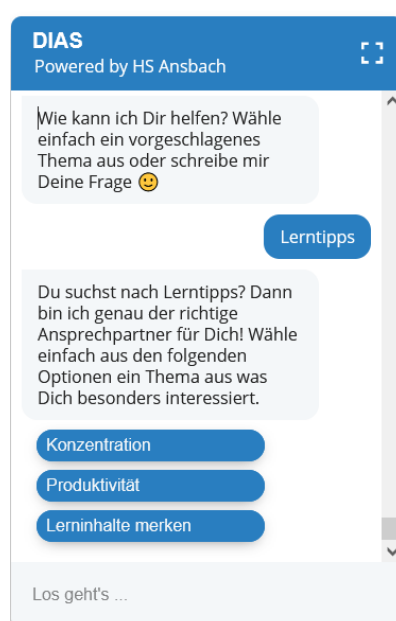 DIAS
Powered by HS Ansbach
Wie kann ich Dir helfen? Wähle
einfach ein vorgeschlagenes
Thema aus oder schreibe mir
Deine Frage 🙂
Lerntipps
Du suchst nach Lerntipps? Dann
bin ich genau der richtige
Ansprechpartner für Dich! Wähle
einfach aus den folgenden
Optionen ein Thema aus was
Dich besonders interessiert.
Konzentration
Produktivität
Lerninhalte merken
Los geht's ...